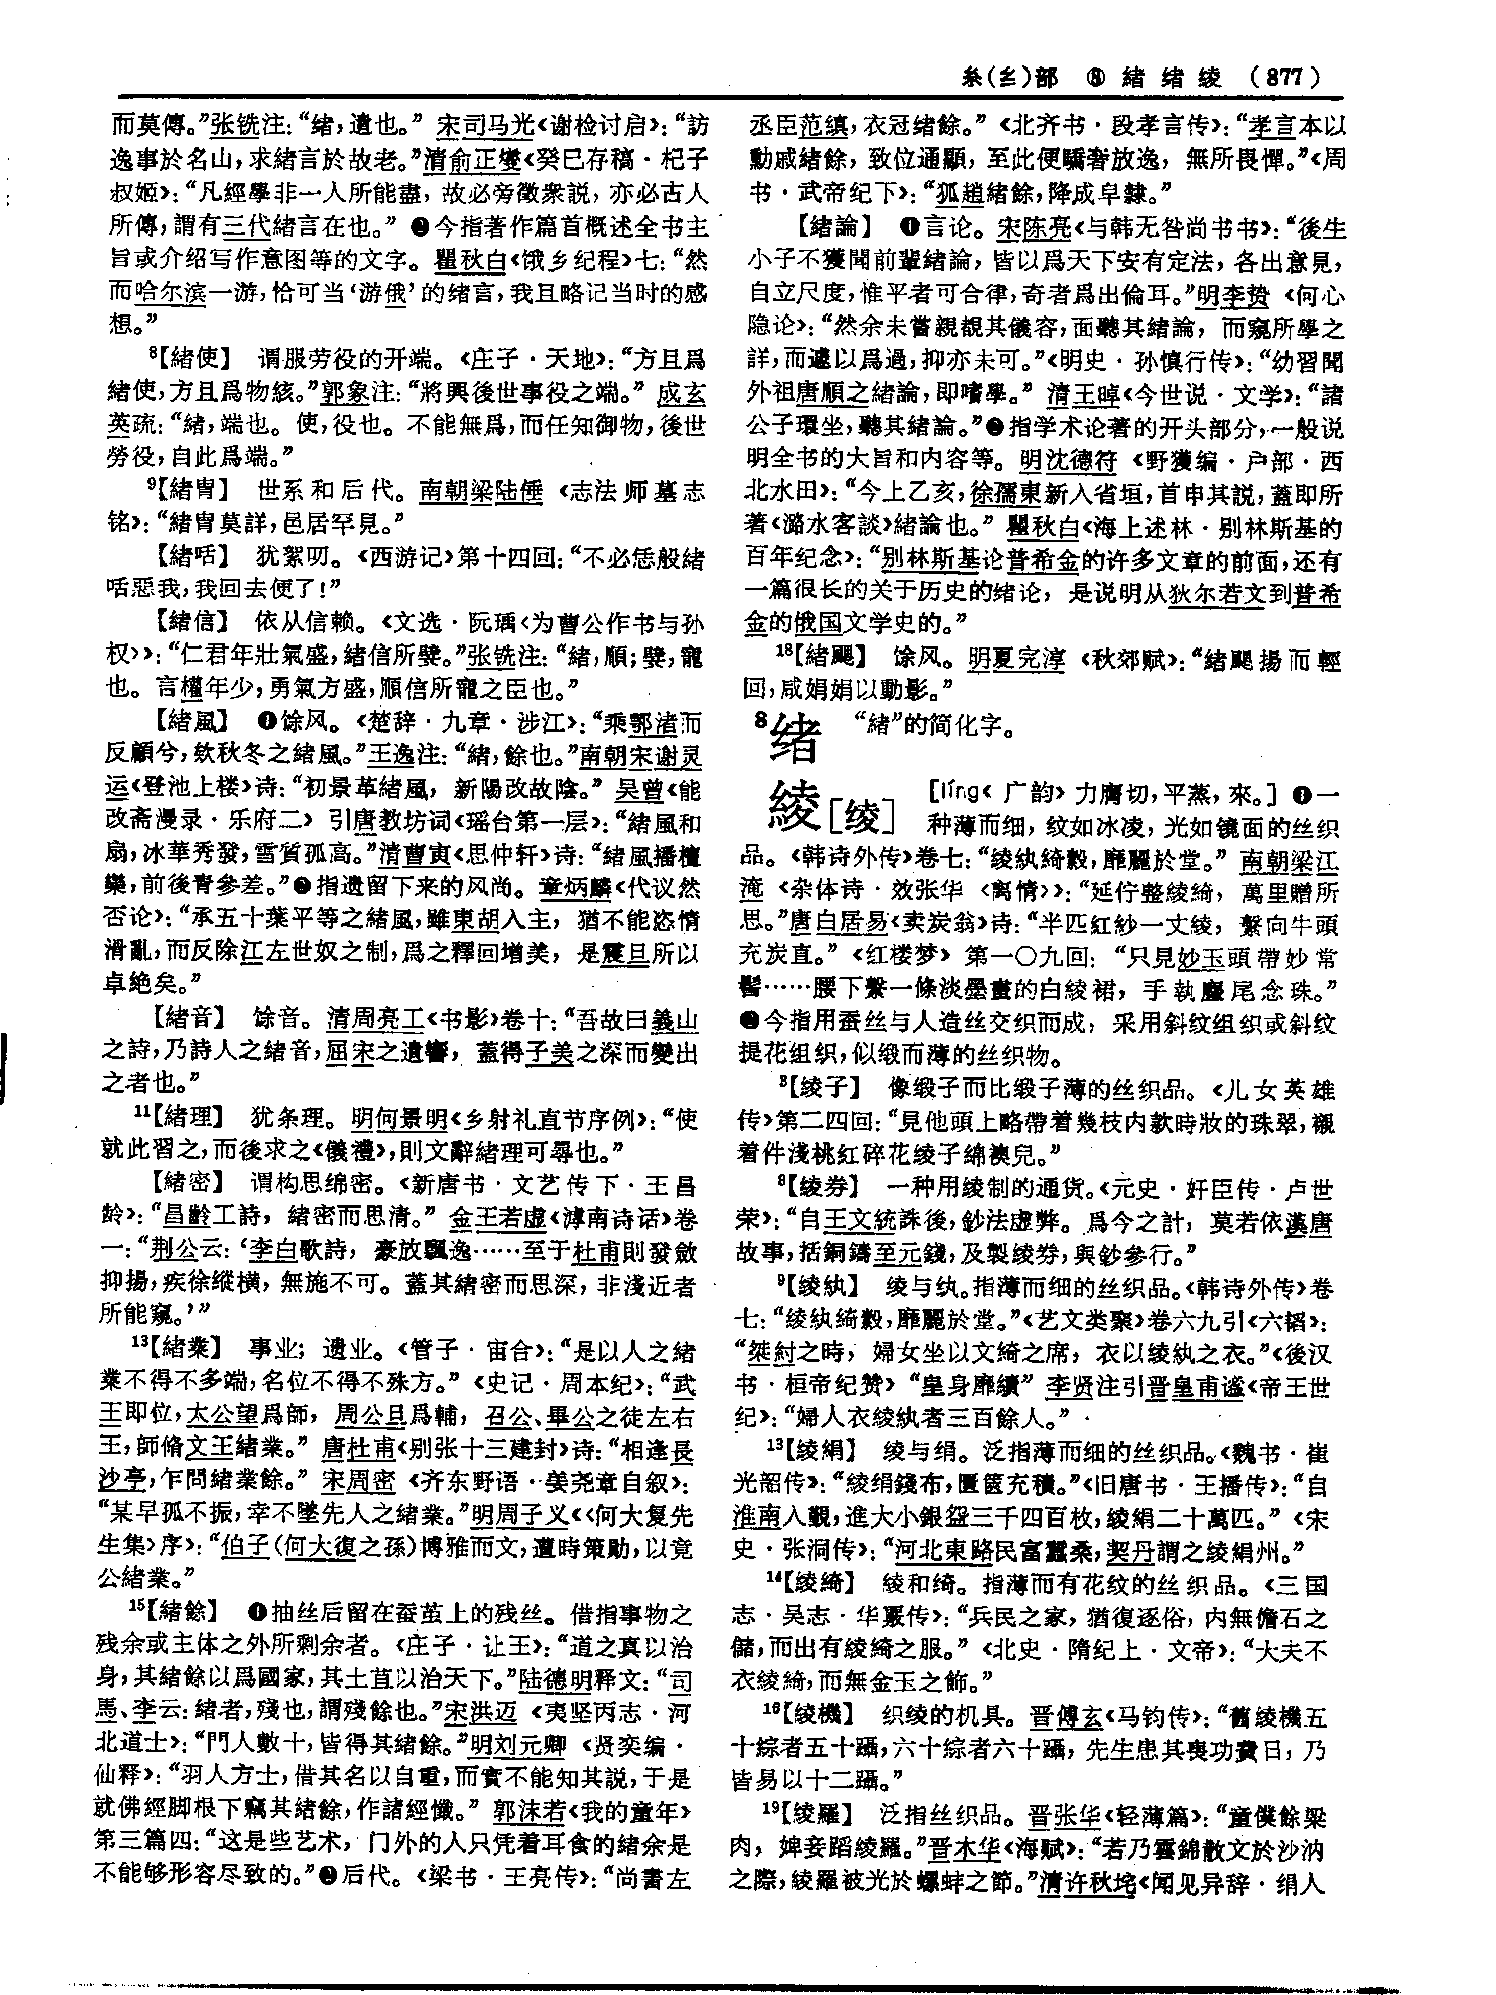 糸(纟)部　⑧　緒　绪　绫　(877)
而莫傳。”张铣注：“绪，遺也。”宋司马光《谢检讨启》：“訪
逸事於名山，求緒言於故老。”清俞正燮《癸巳存稿·杞子
叔姬》：“凡經學非一人所能盡，故必旁徵衆説，亦必古人
所傳，謂有三代緒言在也。”❷今指著作篇首概述全书主
旨或介绍写作意图等的文字。瞿秋白《饿乡纪程》七：“然
而哈尔滨一游，恰可当‘游俄’的绪言，我且略记当时的感
想。”
⁸【緒使】　谓服劳役的开端。《庄子·天地》：“方且爲
緒使，方且爲物絯。”郭象注：“將興後世事役之端。”成玄
英疏：“緒，端也。使，役也。不能無爲，而任知御物，後世
勞役，自此爲端。”
⁹【緒胄】　世系和后代。南朝梁陆倕《志法师墓志
铭》：“緒胄莫詳，邑居罕見。”
【緒咶】　犹絮叨。《西游记》第十四回：“不必恁般緒
咶惡我，我回去便了！”
【緒信】　依从信赖。《文选·阮瑀〈为曹公作书与孙
权〉》：“仁君年壯氣盛，緒信所嬖。”张铣注：“緒，順；嬖，寵
也。言權年少，勇氣方盛，順信所寵之臣也。”
【緒風】　❶馀风。《楚辞·九章·涉江》：“乘鄂渚而
反顧兮，欸秋冬之緒風。”王逸注：“緒，餘也。”南朝宋谢灵
运《登池上楼》诗：“初景革緒風，新陽改故陰。”吴曾《能
改斋漫录·乐府二》引唐教坊词《瑶台第一层》：“緒風和
扇，冰華秀發，雪質孤高。”清曹寅《思仲轩》诗：“緒風播檀
欒，前後青參差。”❷指遗留下来的风尚。章炳麟《代议然
否论》：“承五十葉平等之緒風，雖東胡入主，猶不能恣情
滑亂，而反除江左世奴之制，爲之釋回增美，是震旦所以
卓絶矣。”
【緒音】　馀音。清周亮工《书影》卷十：“吾故曰義山
之詩，乃詩人之緒音，屈宋之遺響，蓋得子美之深而變出
之者也。”
¹¹【緒理】　犹条理。明何景明《乡射礼直节序例》：“使
就此習之，而後求之《儀禮》，則文辭緒理可尋也。”
【緒密】　谓构思绵密。《新唐书·文艺传下·王昌
龄》：“昌齡工詩，緒密而思清。”金王若虚《滹南诗话》卷
一：“荆公云：‘李白歌詩，豪放飄逸……至于杜甫則發斂
抑揚，疾徐縱橫，無施不可。蓋其緒密而思深，非淺近者
所能窺。’”
¹³【緒業】　事业；遗业。《管子·宙合》：“是以人之緒
業不得不多端，名位不得不殊方。”《史记·周本纪》：“武
王即位，太公望爲師，周公旦爲輔，召公、畢公之徒左右
王，師脩文王緒業。”唐杜甫《别张十三建封》诗：“相逢長
沙亭，乍問緒業餘。”宋周密《齐东野语·姜尧章自叙》：
“某早孤不振，幸不墜先人之緒業。”明周子义《〈何大复先
生集〉序》：“伯子(何大復之孫)博雅而文，遭時策勛，以竟
公緒業。”
¹⁵【緒餘】　❶抽丝后留在蚕茧上的残丝。借指事物之
残余或主体之外所剩余者。《庄子·让王》：“道之真以治
身，其緒餘以爲國家，其土苴以治天下。”陆德明释文：“司
馬、李云：緒者，殘也，謂殘餘也。”宋洪迈《夷坚丙志·河
北道士》：“門人數十，皆得其緒餘。”明刘元卿《贤奕编·
仙释》：“羽人方士，借其名以自重，而實不能知其説，于是
就佛經脚根下竊其緒餘，作諸經懺。”郭沫若《我的童年》
第三篇四：“这是些艺术，门外的人只凭着耳食的緒余是
不能够形容尽致的。”❷后代。《梁书·王亮传》：“尚書左
丞臣范缜，衣冠绪餘。”《北齐书·段孝言传》：“孝言本以
勳戚緒餘，致位通顯，至此便驕奢放逸，無所畏憚。”《周
书·武帝纪下》：“狐趙緒餘，降成皁隸。”
【緒論】　❶言论。宋陈亮《与韩无咎尚书书》：“後生
小子不獲聞前輩緒論，皆以爲天下安有定法，各出意見，
自立尺度，惟平者可合律，奇者爲出倫耳。”明李贽《何心
隐论》：“然余未嘗親覩其儀容，面聽其緒論，而窺所學之
詳，而遽以爲過，抑亦未可。”《明史·孙慎行传》：“幼習聞
外祖唐順之緒論，即嗜學。”清王晫《今世说·文学》：“諸
公子環坐，聽其緒論。”❷指学术论著的开头部分，一般说
明全书的大旨和内容等。明沈德符《野獲编·户部·西
北水田》：“今上乙亥，徐孺東新入省垣，首申其説，蓋即所
著《潞水客談》緒論也。”瞿秋白《海上述林·别林斯基的
百年纪念》：“别林斯基论普希金的许多文章的前面，还有
一篇很长的关于历史的绪论，是说明从狄尔若文到普希
金的俄国文学史的。”
¹⁸【緒颸】　馀风。明夏完淳《秋郊赋》：“緒颸揚而輕
回，咸娟娟以動影。”
⁸绪　“緒”的简化字。
綾[绫]　[líng《广韵》力膺切，平蒸，來。]❶一
种薄而细，纹如冰凌，光如镜面的丝织
品。《韩诗外传》卷七：“綾紈綺縠，靡麗於堂。”南朝梁江
淹《杂体诗·效张华〈离情〉》：“延佇整綾綺，萬里贈所
思。”唐白居易《卖炭翁》诗：“半匹紅紗一丈綾，繫向牛頭
充炭直。”《红楼梦》第一〇九回：“只見妙玉頭帶妙常
髻……腰下繫一條淡墨畫的白綾裙，手執麈尾念珠。”
❷今指用蚕丝与人造丝交织而成，采用斜纹组织或斜纹
提花组织，似缎而薄的丝织物。
³【綾子】　像缎子而比缎子薄的丝织品。《儿女英雄
传》第二四回：“見他頭上略帶着幾枝内款時妝的珠翠，襯
着件淺桃紅碎花綾子綿襖兒。”
⁸【綾券】　一种用绫制的通货。《元史·奸臣传·卢世
荣》：“自王文統誅後，鈔法虚弊。爲今之計，莫若依漢唐
故事，括銅鑄至元錢，及製綾券，與鈔參行。”
⁹【綾紈】　绫与纨。指薄而细的丝织品。《韩诗外传》卷
七：“綾紈綺縠，靡麗於堂。”《艺文类聚》卷六九引《六韬》：
“桀紂之時，婦女坐以文綺之席，衣以綾紈之衣。”《後汉
书·桓帝纪赞》“皇身靡續”李贤注引晋皇甫谧《帝王世
纪》：“婦人衣綾紈者三百餘人。”
¹³【綾絹】　绫与绢。泛指薄而细的丝织品。《魏书·崔
光韶传》：“綾绢錢布，匱篋充積。”《旧唐书·王播传》：“自
淮南入覲，進大小銀盌三千四百枚，綾絹二十萬匹。”《宋
史·张洞传》：“河北東路民富蠶桑，契丹謂之綾絹州。”
¹⁴【綾綺】　绫和绮。指薄而有花纹的丝织品。《三国
志·吴志·华覈传》：“兵民之家，猶復逐俗，内無儋石之
儲，而出有綾綺之服。”《北史·隋纪上·文帝》：“大夫不
衣綾綺，而無金玉之飾。”
¹⁶【綾機】　织绫的机具。晋傅玄《马钧传》：“舊綾機五
十綜者五十躡，六十綜者六十躡，先生患其喪功費日，乃
皆易以十二躡。”
¹⁹【綾羅】　泛指丝织品。晋张华《轻薄篇》：“童僕餘粱
肉，婢妾蹈綾羅。”晋木华《海赋》：“若乃雲錦散文於沙汭
之際，綾羅被光於螺蚌之節。”清许秋垞《闻见异辞·绢人